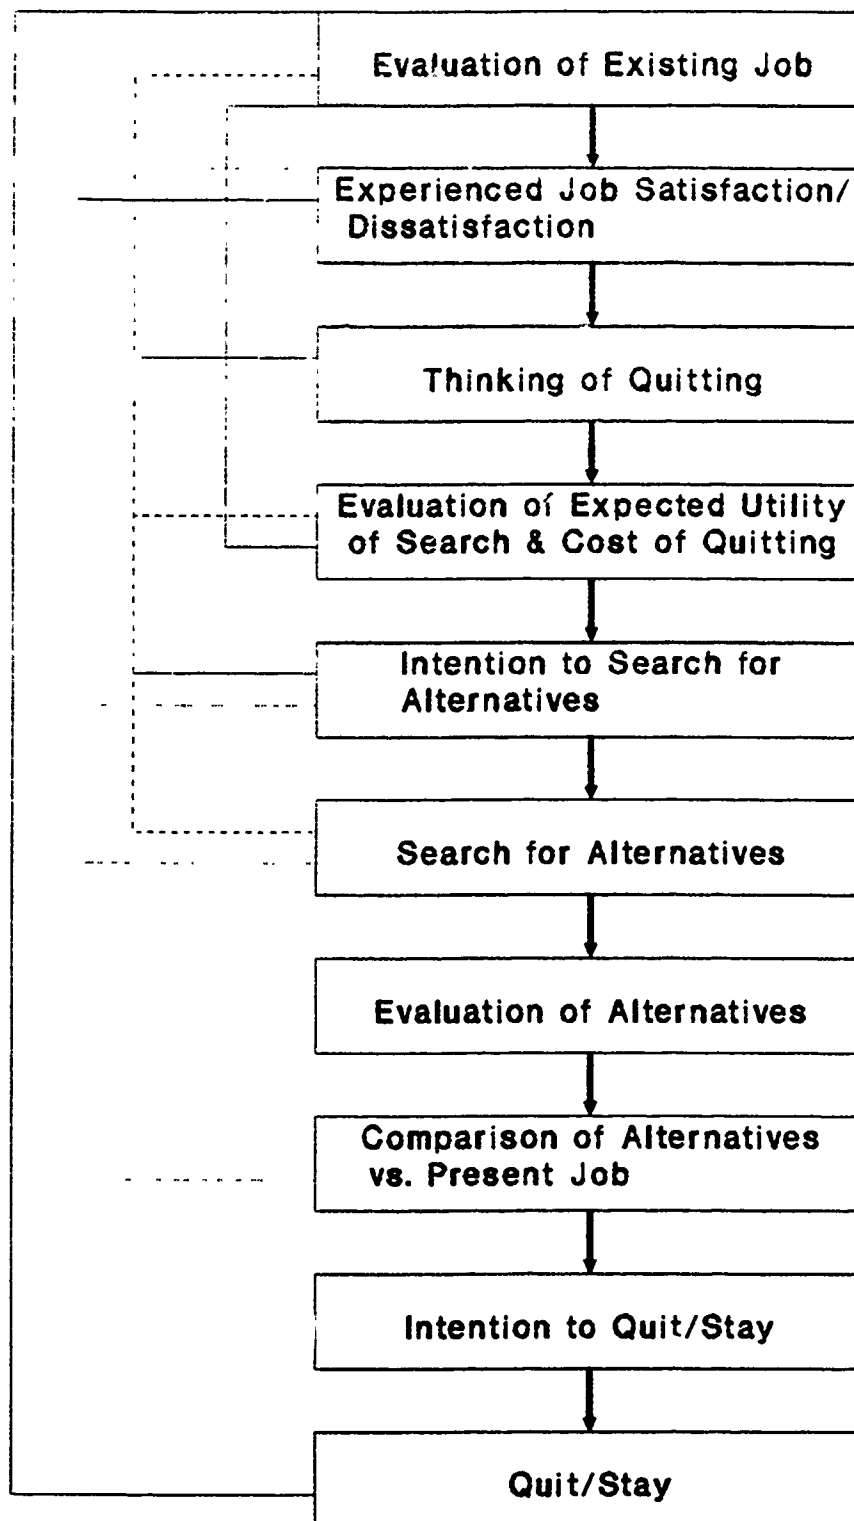 Evaluation of Existing Job
Experienced Job Satisfaction/
Dissatisfaction
Thinking of Quitting
Evaluation of Expected Utility
of Search & Cost of Quitting
Intention to Search for
Alternatives
Search for Alternatives
Evaluation of Alternatives
Comparison of Alternatives
vs. Present Job
Intention to Quit/Stay
Quit/Stay